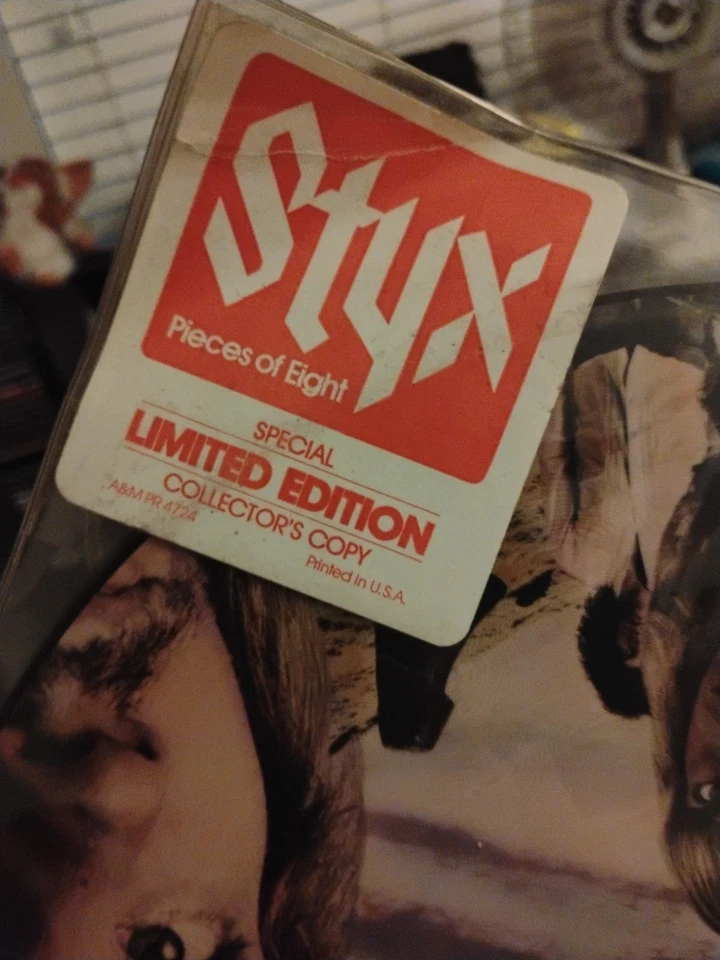 Styx
Pieces of Eight
SPECIAL
LIMITED EDITION
COLLECTOR'S COPY
A&M PR 4724
Printed in U.S.A.